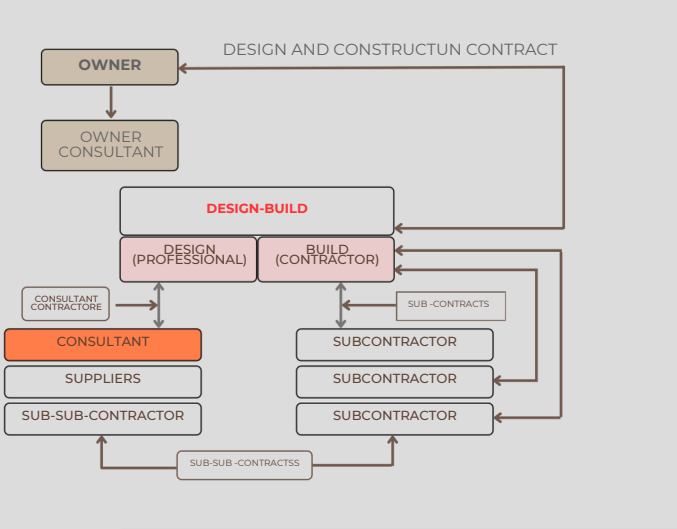 DESIGN AND CONSTRUCTUN CONTRACT
OWNER
OWNER
CONSULTANT
DESIGN-BUILD
DESIGN
(PROFESSIONAL)
BUILD
(CONTRACTOR)
CONSULTANT
CONTRACTORE
SUB -CONTRACTS
CONSULTANT
SUBCONTRACTOR
SUPPLIERS
SUBCONTRACTOR
SUB-SUB-CONTRACTOR
SUBCONTRACTOR
SUB-SUB -CONTRACTSS